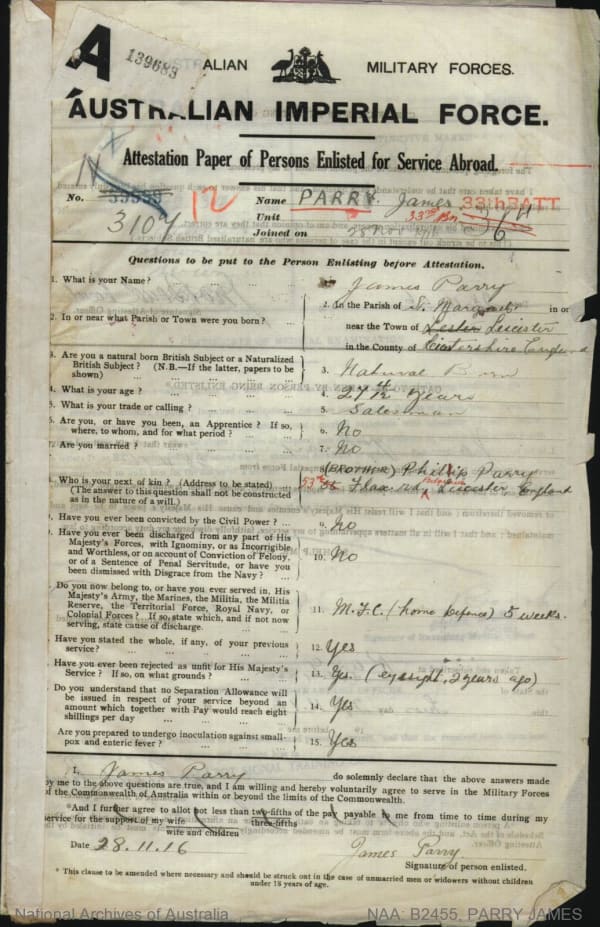 A
139683
ALIAN MILITARY FORCES.
AUSTRALIAN IMPERIAL FORCE.
Attestation Paper of Persons Enlisted for Service Abroad.
No. 3107
Name PARRY. James. 33th BATT
Unit 33rd Bn
Joined on
Questions to be put to the Person Enlisting before Attestation.
1. What is your Name? ... James Parry
2. In or near what Parish or Town were you born? ... 2. In the Parish of St Margarets in or
near the Town of Lester Leicester
in the County of Leicestershire England
3. Are you a natural born British Subject or a Naturalized
British Subject? (N.B.—If the latter, papers to be
shown) ... 3. Natural Born
4. What is your age? ... 4. years
5. What is your trade or calling? ... 5. Salesman
6. Are you, or have you been, an Apprentice? If so,
where, to whom, and for what period? ... 6. No
7. Are you married? ... 7. No
8. Who is your next of kin? (Address to be stated)
(The answer to this question shall not be construed
as in the nature of a will.) 8 (BROTHER) Phillip Parry
53 Flax rd, Belgrave Leicester, England
9. Have you ever been convicted by the Civil Power? ... 9. No
10. Have you ever been discharged from any part of His
Majesty's Forces, with Ignominy, or as Incorrigible
and Worthless, or on account of Conviction of Felony,
or of a Sentence of Penal Servitude, or have you
been dismissed with Disgrace from the Navy? ... 10. No
Do you now belong to, or have you ever served in, His
Majesty's Army, the Marines, the Militia, the Militia
Reserve, the Territorial Force, Royal Navy, or
Colonial Forces? If so, state which, and if not now
serving, state cause of discharge. 11. (home defence) 5 weeks.
Have you stated the whole, if any, of your previous
service? ... 12. Yes
Have you ever been rejected as unfit for His Majesty's
Service? If so, on what grounds? ... 13. Yes. (eyesight, 2 years ago)
Do you understand that no Separation Allowance will
be issued in respect of your service beyond an
amount which together with Pay would reach eight
shillings per day ... 14. Yes
Are you prepared to undergo inoculation against small-
pox and enteric fever? ... 15. Yes
I, James Parry do solemnly declare that the above answers made
by me to the above questions are true, and I am willing and hereby voluntarily agree to serve in the Military Forces
of the Commonwealth of Australia within or beyond the limits of the Commonwealth.
*And I further agree to allot not less than two-fifths of the pay payable to me from time to time during my
three-fifths
service for the support of my wife
wife and children
Date 28.11.16
James Parry
Signature of person enlisted.
* This clause to be amended where necessary and should be struck out in the case of unmarried men or widowers without children
under 18 years of age.
National Archives of Australia
NAA: B2455, PARRY JAMES